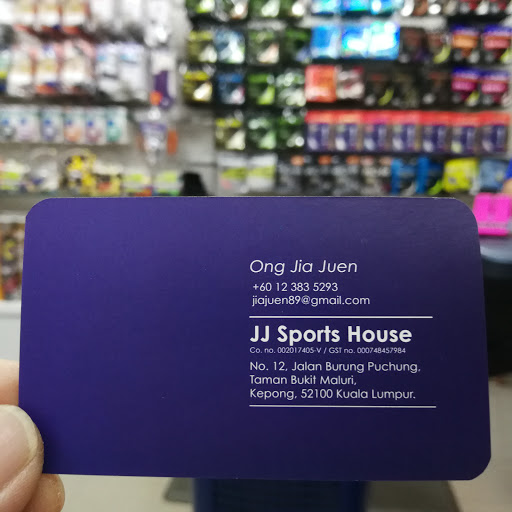 Ong Jia Juen
+60 12 383 5293
jiajuen89@gmail.com
JJ Sports House
Co. no. 002017405-V / GST no. 000748457984
No. 12, Jalan Burung Puchung,
Taman Bukit Maluri,
Kepong, 52100 Kuala Lumpur.